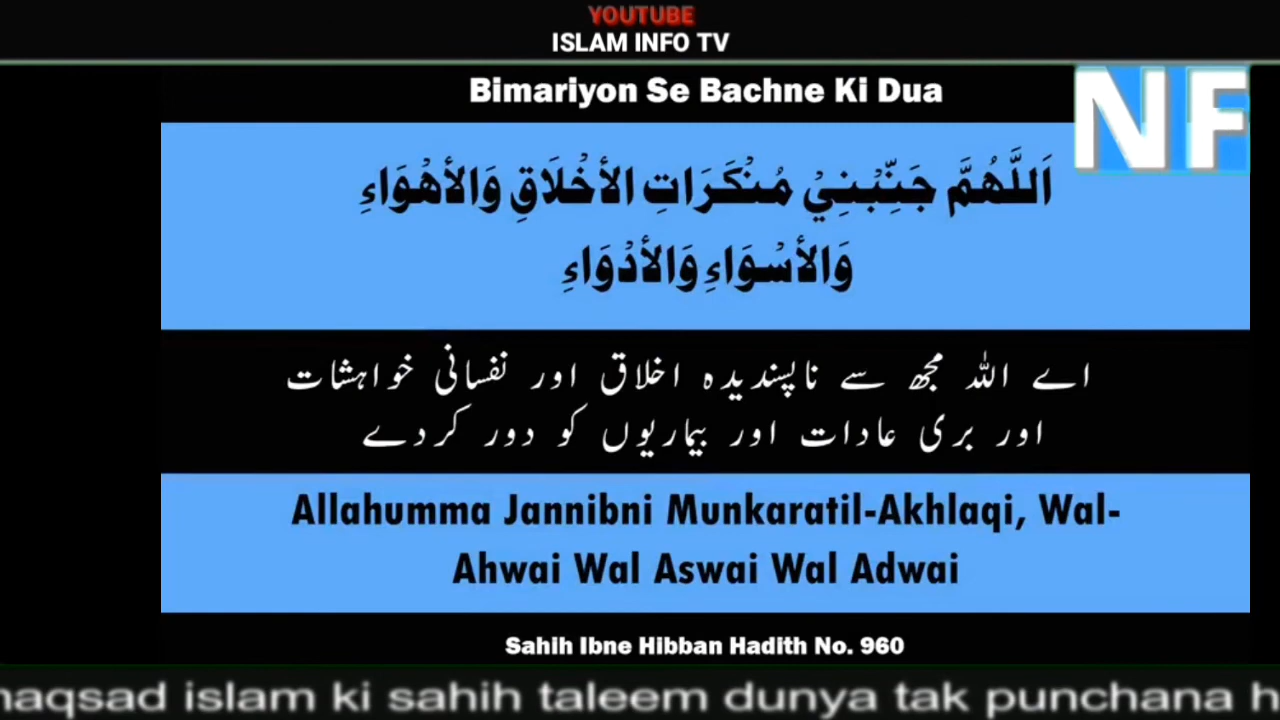 YOUTUBE
ISLAM INFO TV
NF
Bimariyon Se Bachne Ki Dua
اَللَّهُمَّ جَنِّبْنِيْ مُنْكَرَاتِ الأَخْلَاقِ وَالأَهْوَاءِ
وَالأَسْوَاءِ وَالأَدْوَاءِ
اے اللہ مجھ سے ناپسندیدہ اخلاق اور نفسانی خواہشات
اور بری عادات اور بیماریوں کو دور کردے
Allahumma Jannibni Munkaratil-Akhlaqi, Wal-
Ahwai Wal Aswai Wal Adwai
Sahih Ibne Hibban Hadith No. 960
maqsad islam ki sahih taleem dunya tak punchana h